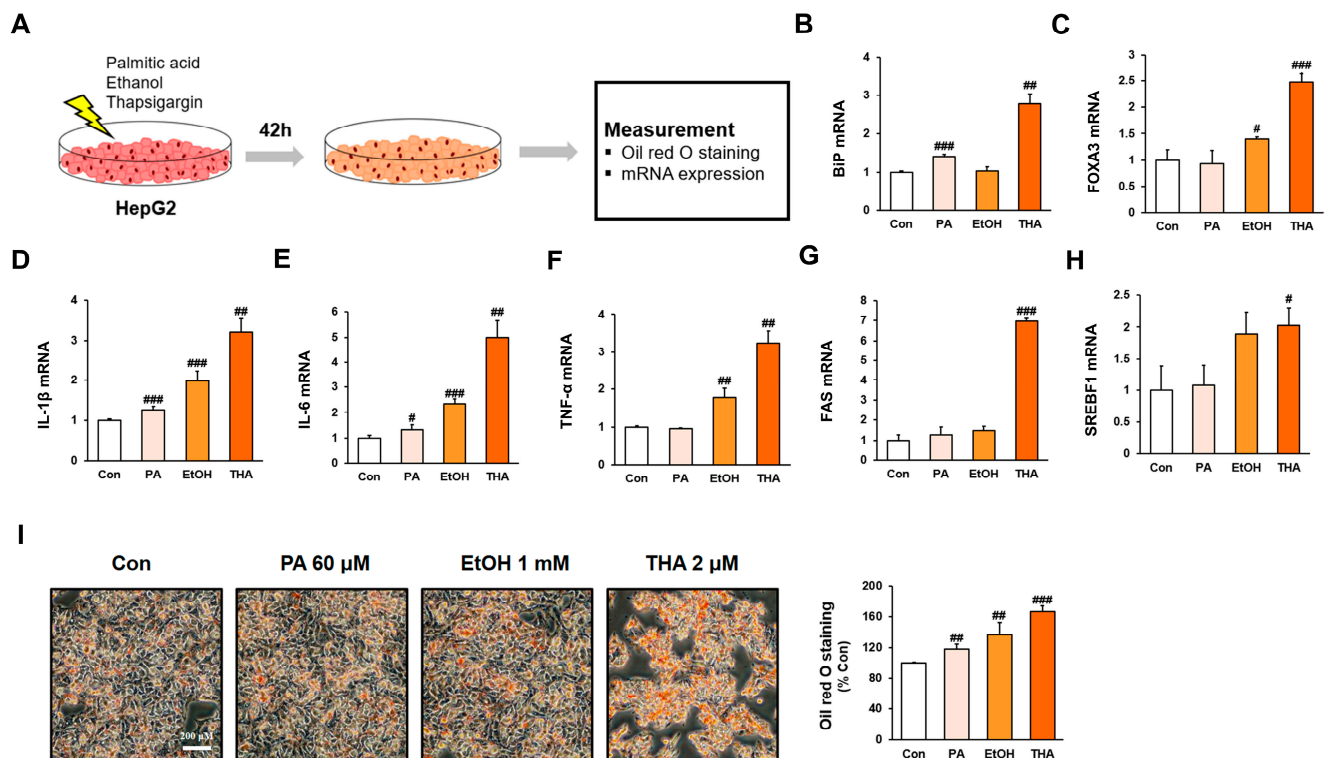 A
Palmitic acid
Ethanol
Thapsigargin
42h
HepG2
Measurement
▪ Oil red O staining
▪ mRNA expression
B
BiP mRNA
4
3
2
1
0
###
##
Con PA EtOH THA
C
FOXA3 mRNA
3
2.5
2
1.5
1
0.5
0
#
###
Con PA EtOH THA
D
IL-1β mRNA
4
3
2
1
0
###
###
##
Con PA EtOH THA
E
IL-6 mRNA
6
5
4
3
2
1
0
#
###
##
Con PA EtOH THA
F
TNF-α mRNA
4
3
2
1
0
##
##
Con PA EtOH THA
G
FAS mRNA
8
7
6
5
4
3
2
1
0
###
Con PA EtOH THA
H
SREBF1 mRNA
2.5
2
1.5
1
0.5
0
#
Con PA EtOH THA
I
Con PA 60 μM EtOH 1 mM THA 2 μM
200 μM
Oil red O staining
(% Con)
200
160
120
80
40
0
##
##
###
Con PA EtOH THA